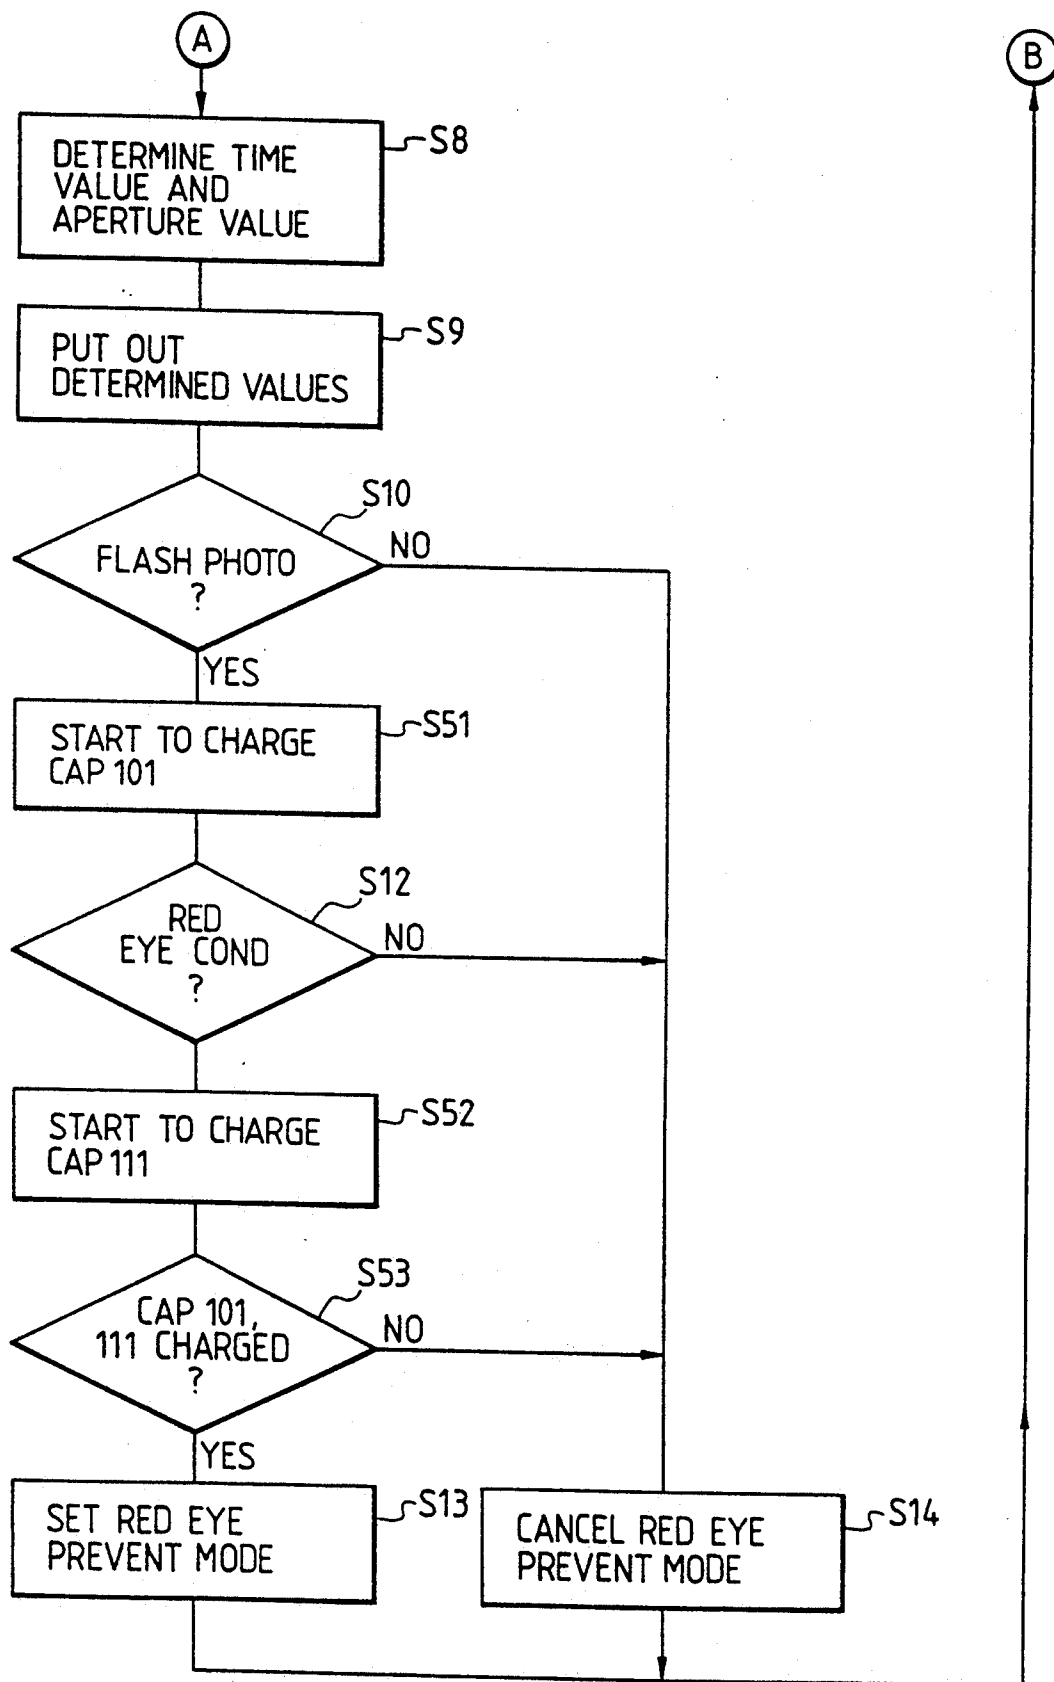 A
B
S8
DETERMINE TIME
VALUE AND
APERTURE VALUE
S9
PUT OUT
DETERMINED VALUES
S10
FLASH PHOTO
?
NO
YES
S51
START TO CHARGE
CAP 101
S12
RED
EYE COND
?
NO
S52
START TO CHARGE
CAP 111
S53
CAP 101,
111 CHARGED
?
NO
YES
S13
SET RED EYE
PREVENT MODE
S14
CANCEL RED EYE
PREVENT MODE